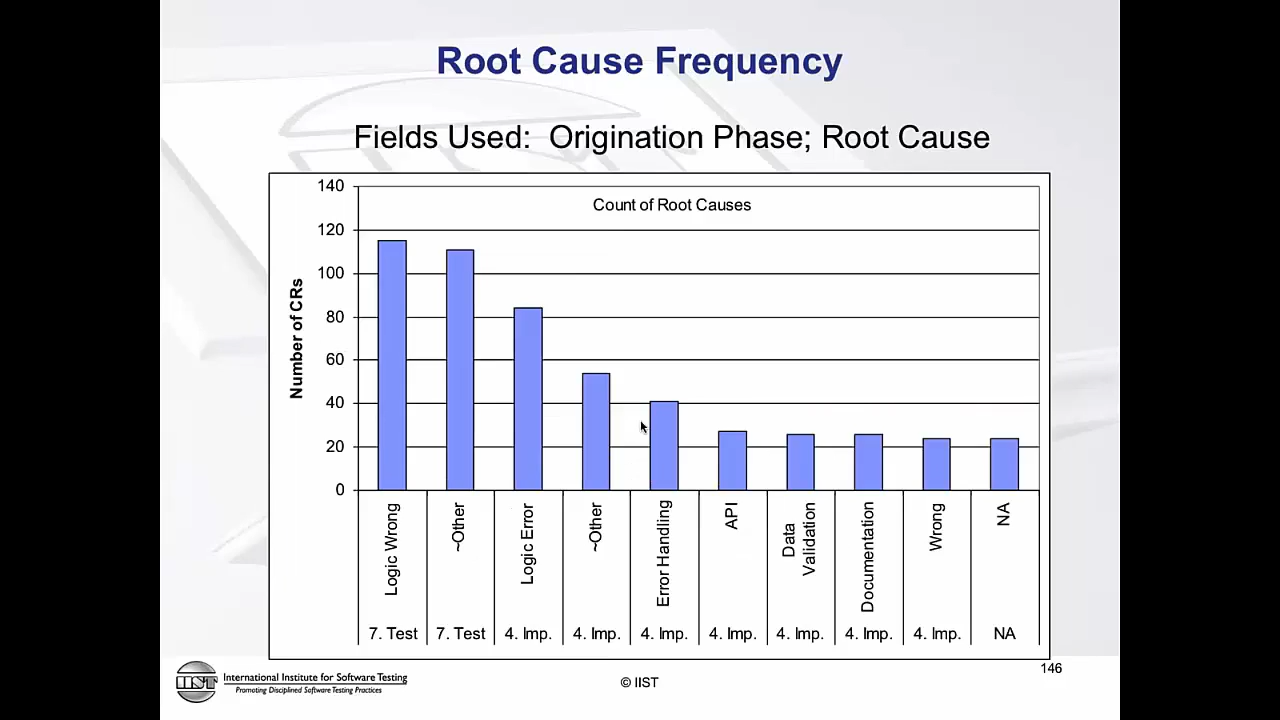 Root Cause Frequency
Fields Used: Origination Phase; Root Cause
Count of Root Causes
Number of CRs
140
120
100
80
60
40
20
0
Logic Wrong
~Other
Logic Error
~Other
Error Handling
API
Data
Validation
Documentation
Wrong
NA
7. Test
7. Test
4. Imp.
4. Imp.
4. Imp.
4. Imp.
4. Imp.
4. Imp.
4. Imp.
NA
IIST
International Institute for Software Testing
Promoting Disciplined Software Testing Practices
© IIST
146